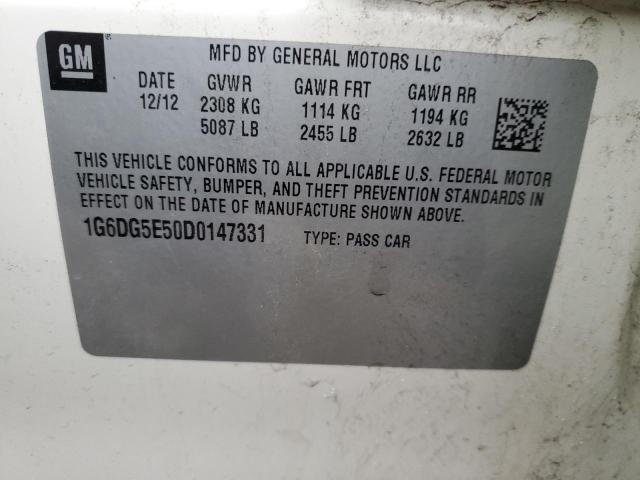 GM
MFD BY GENERAL MOTORS LLC
DATE GVWR GAWR FRT GAWR RR
12/12 2308 KG 1114 KG 1194 KG
5087 LB 2455 LB 2632 LB
THIS VEHICLE CONFORMS TO ALL APPLICABLE U.S. FEDERAL MOTOR
VEHICLE SAFETY, BUMPER, AND THEFT PREVENTION STANDARDS IN
EFFECT ON THE DATE OF MANUFACTURE SHOWN ABOVE.
1G6DG5E50D0147331 TYPE: PASS CAR